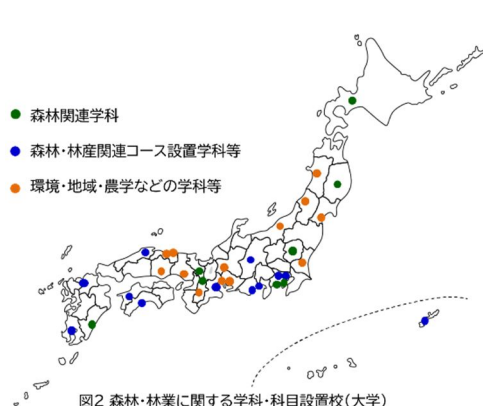 森林関連学科
森林・林産関連コース設置学科等
環境・地域・農学などの学科等
図2 森林・林業に関する学科・科目設置校(大学)